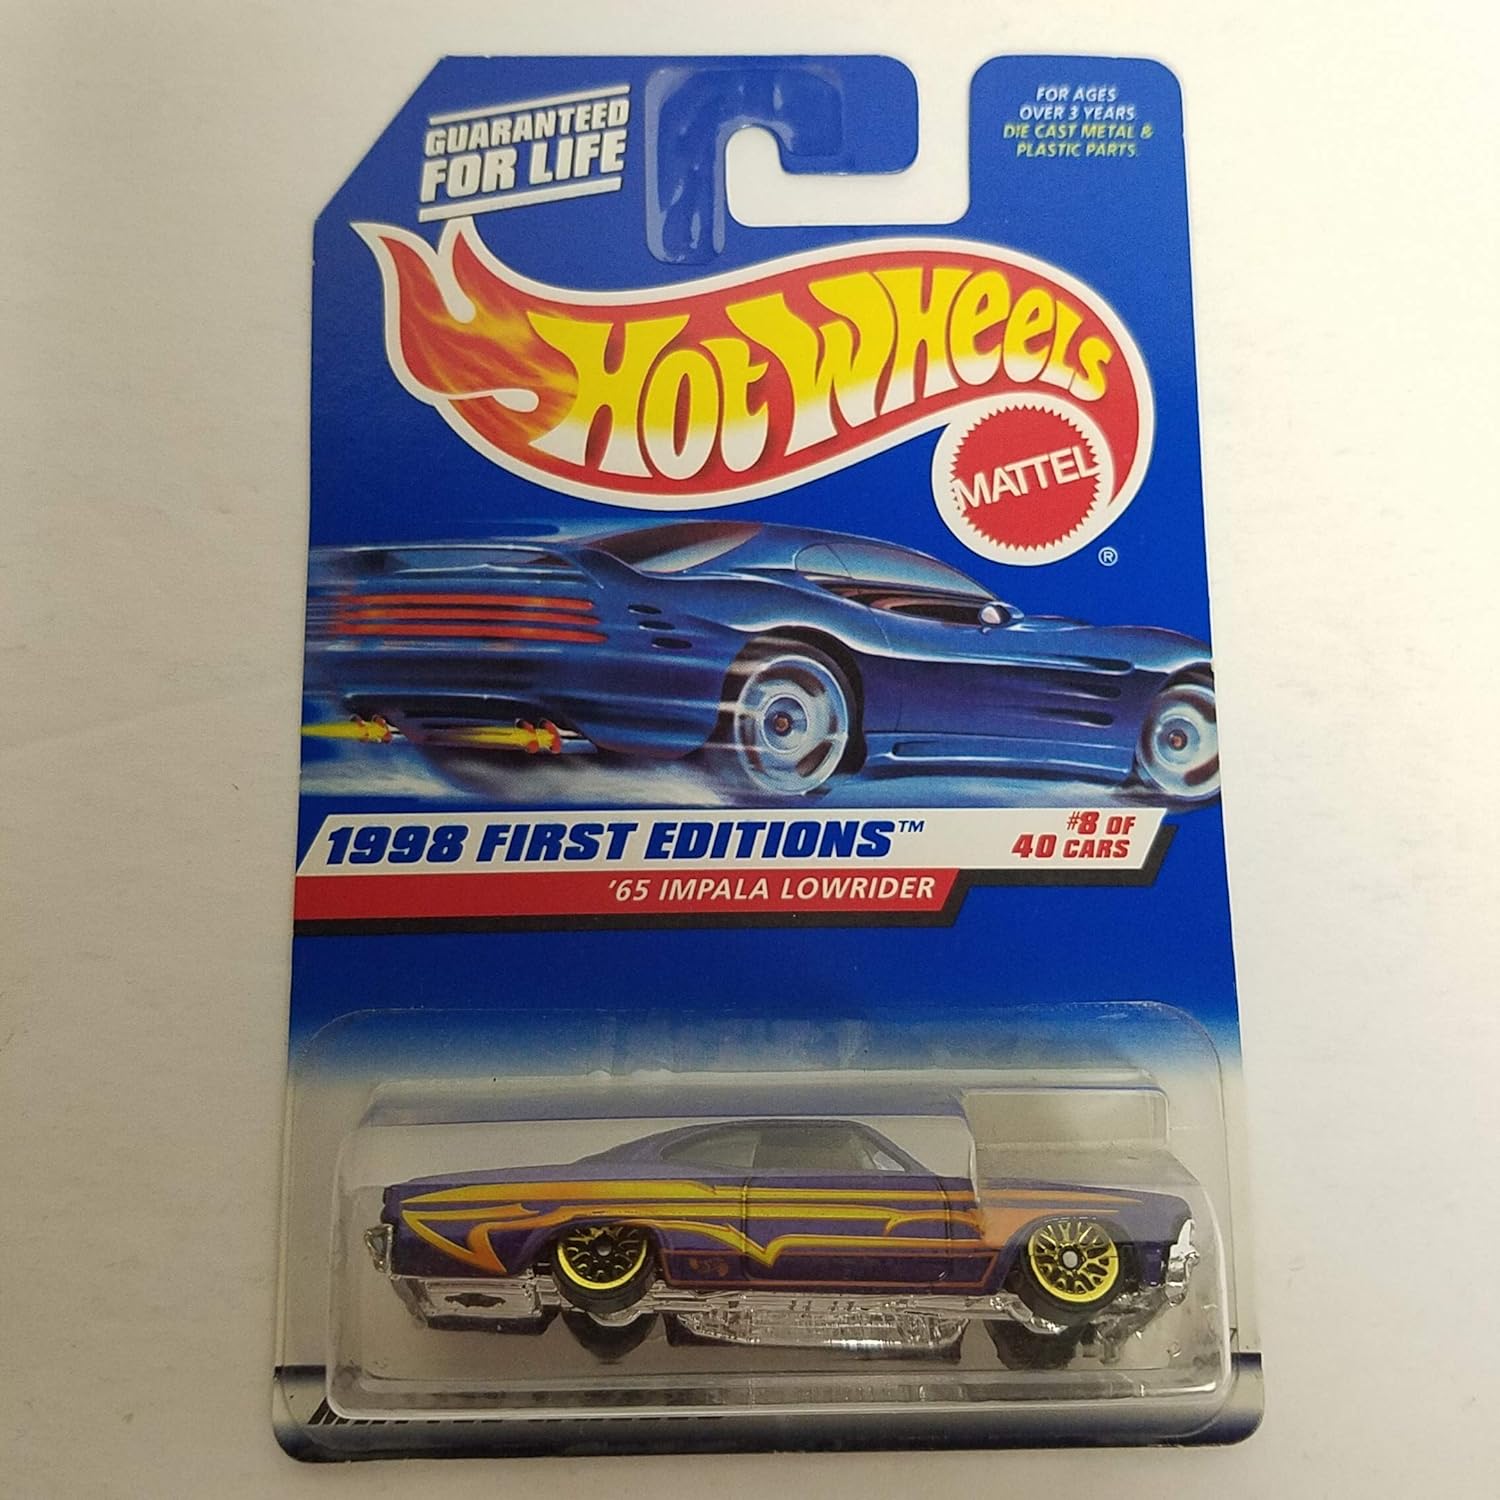 GUARANTEED
FOR LIFE
FOR AGES
OVER 3 YEARS.
DIE CAST METAL &
PLASTIC PARTS.
HOT WHEELS
MATTEL
®
1998 FIRST EDITIONS™
#8 OF
40 CARS
'65 IMPALA LOWRIDER